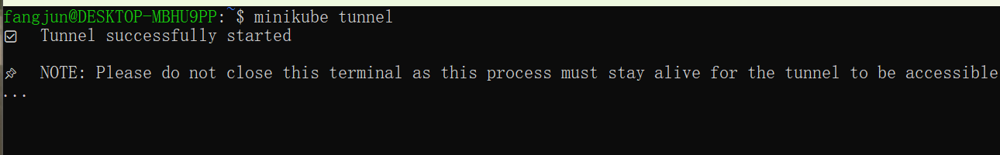 fangjun@DESKTOP-MBHU9PP:~$ minikube tunnel
Tunnel successfully started
NOTE: Please do not close this terminal as this process must stay alive for the tunnel to be accessible
...